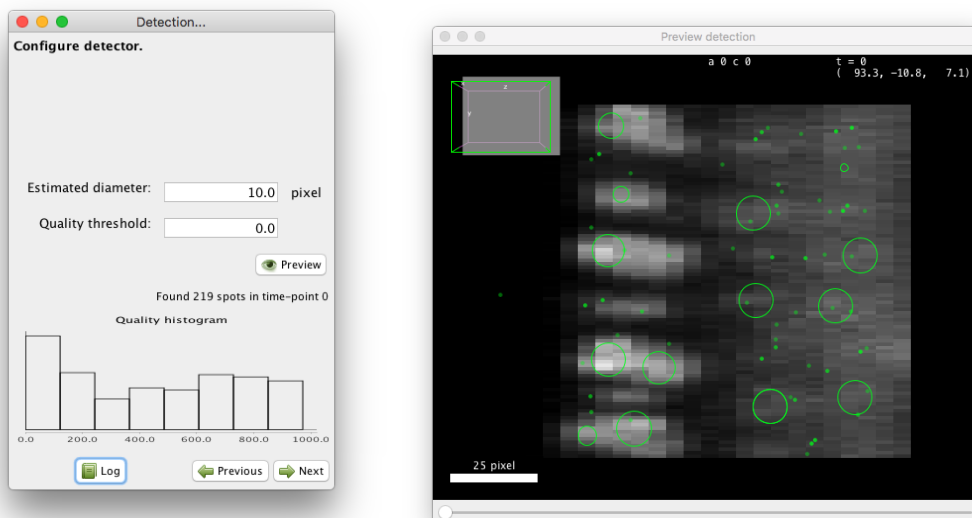 Detection...
Configure detector.
Estimated diameter: 10.0 pixel
Quality threshold: 0.0
Preview
Found 219 spots in time-point 0
Quality histogram
0.0 200.0 400.0 600.0 800.0 1000.0
Log Previous Next
Preview detection
a 0 c 0 t = 0
( 93.3, -10.8, 7.1)
x z
y
25 pixel